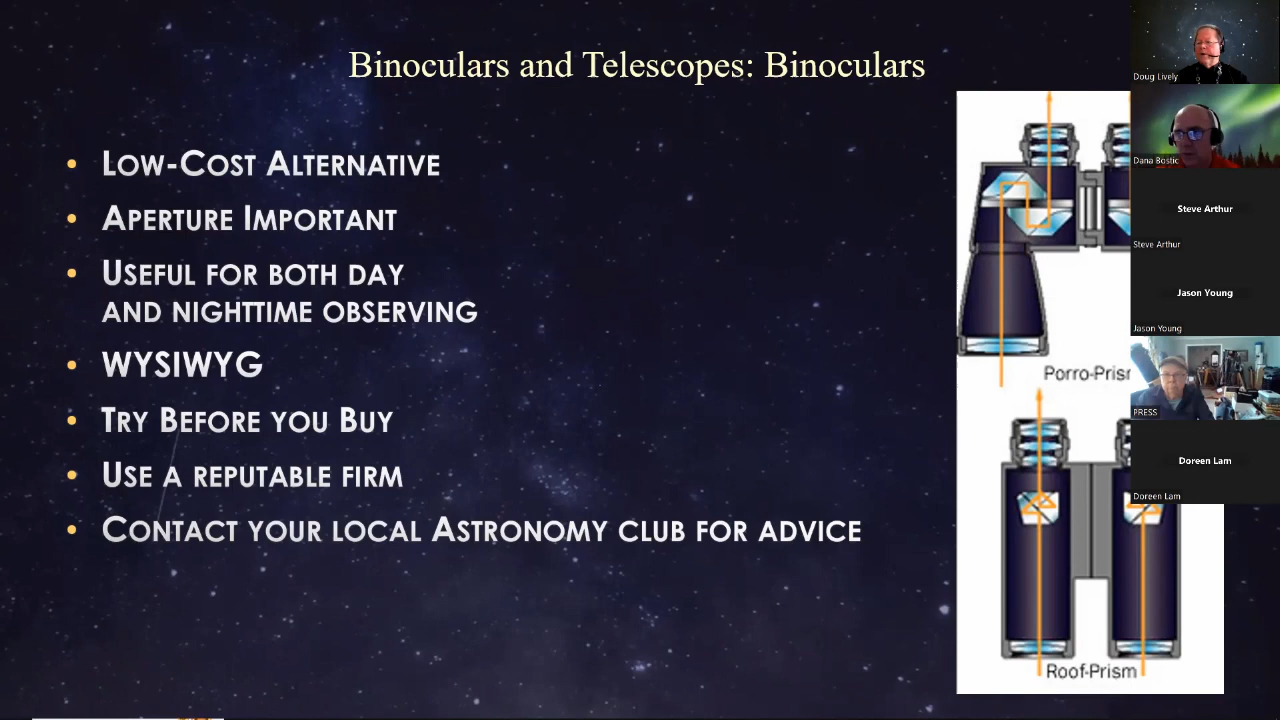 Binoculars and Telescopes: Binoculars
Low-Cost Alternative
Aperture Important
Useful for both day
and nighttime observing
WYSIWYG
Try Before you Buy
Use a reputable firm
Contact your local Astronomy club for advice
Porro-Pris
Roof-Prism
Doug Lively
Dana Bostic
Steve Arthur
Steve Arthur
Jason Young
Jason Young
PRESS
Doreen Lam
Doreen Lam